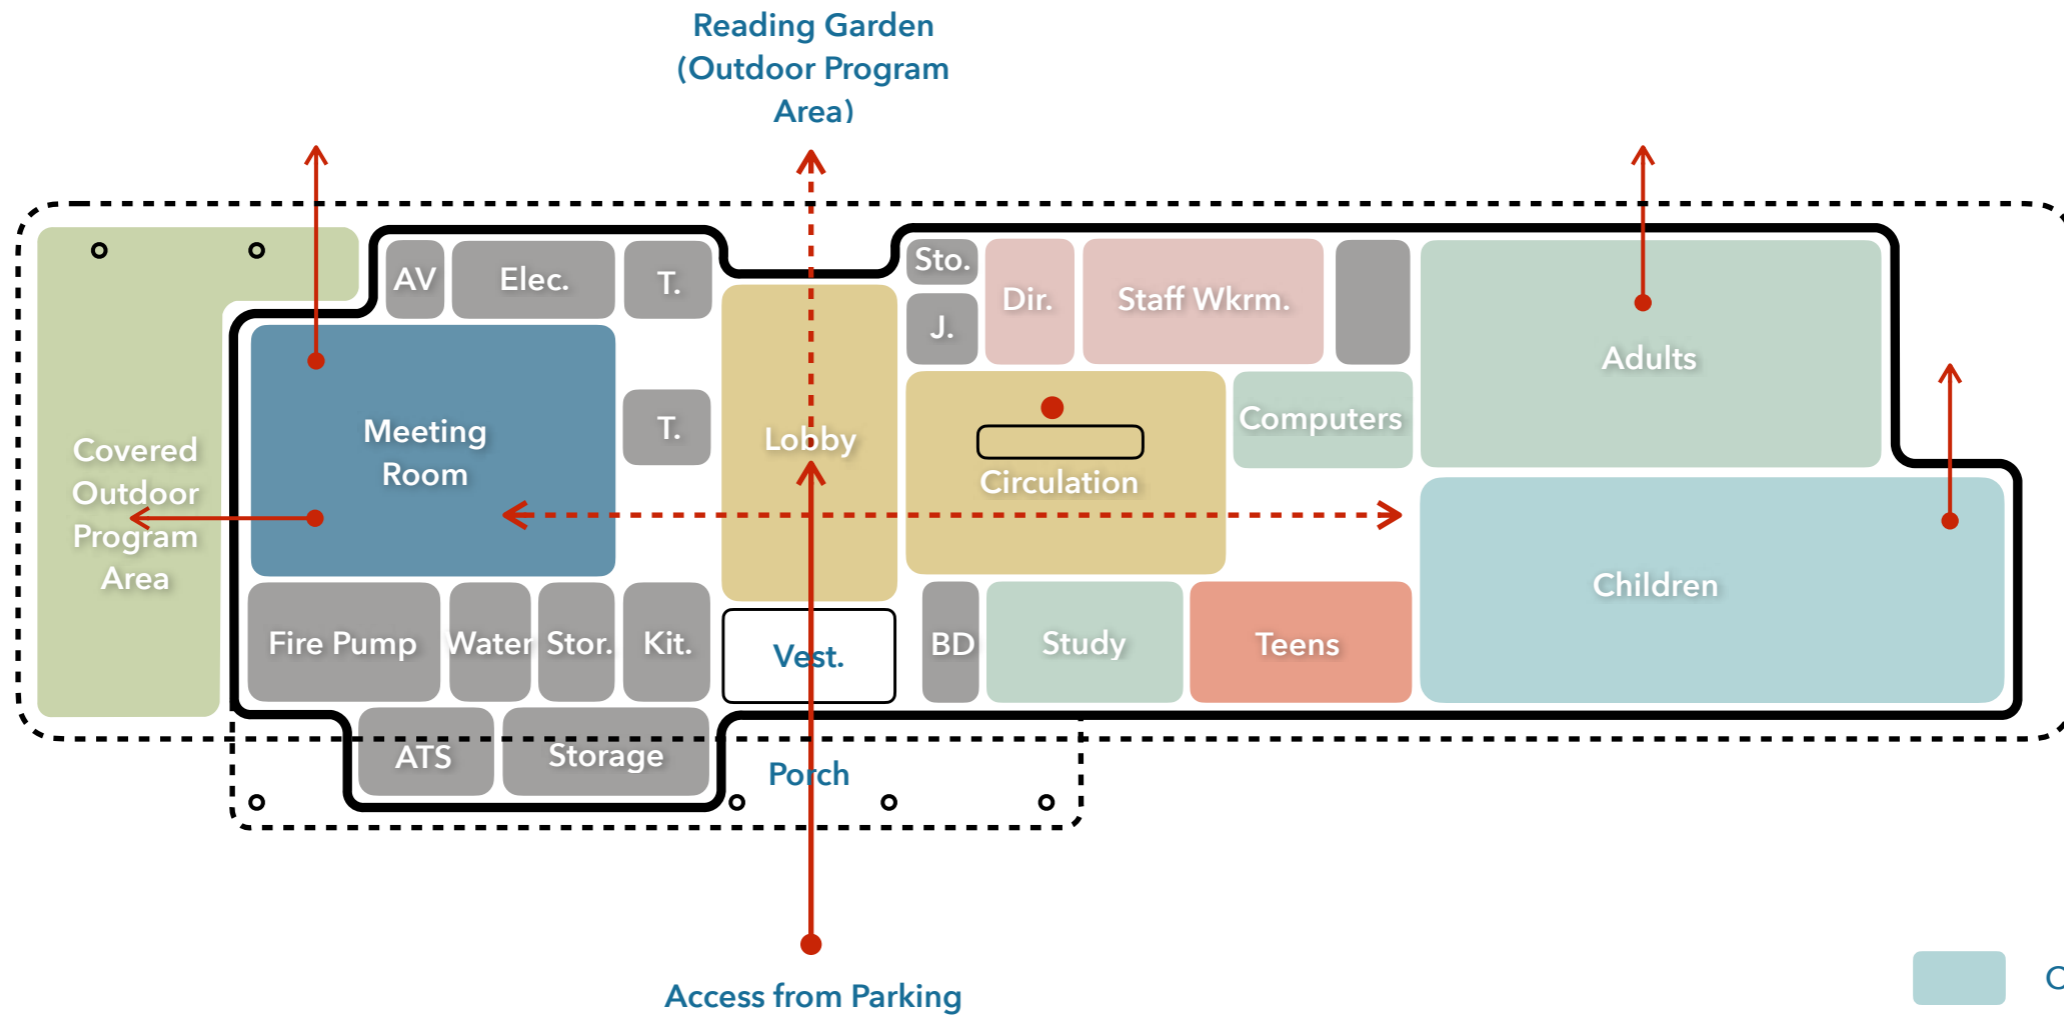 Reading Garden
(Outdoor Program
Area)
AV
Elec.
T.
Sto.
J.
Dir.
Staff Wkrm.
Adults
Meeting
Room
T.
Lobby
Circulation
Computers
Covered
Outdoor
Program
Area
Children
Fire Pump
Water
Stor.
Kit.
Vest.
BD
Study
Teens
ATS
Storage
Porch
Access from Parking